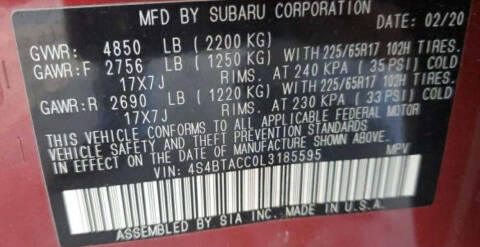 MFD BY SUBARU CORPORATION
DATE: 02/20
GVWR: 4850 LB (2200 KG)
GAWR:F 2756 LB (1250 KG) WITH 225/65R17 102H TIRES.
17X7J RIMS. AT 240 KPA (35 PSI) COLD
GAWR:R 2690 LB (1220 KG) WITH 225/65R17 102H TIRES.
17X7J RIMS. AT 230 KPA (33 PSI) COLD
THIS VEHICLE CONFORMS TO ALL APPLICABLE FEDERAL MOTOR
VEHICLE SAFETY AND BUMPER STANDARDS
IN EFFECT ON THE DATE OF MANUFACTURE SHOWN ABOVE.
VIN: 4S4BTACC0L3185595 MPV
ASSEMBLED BY SIA INC. MADE IN U.S.A.